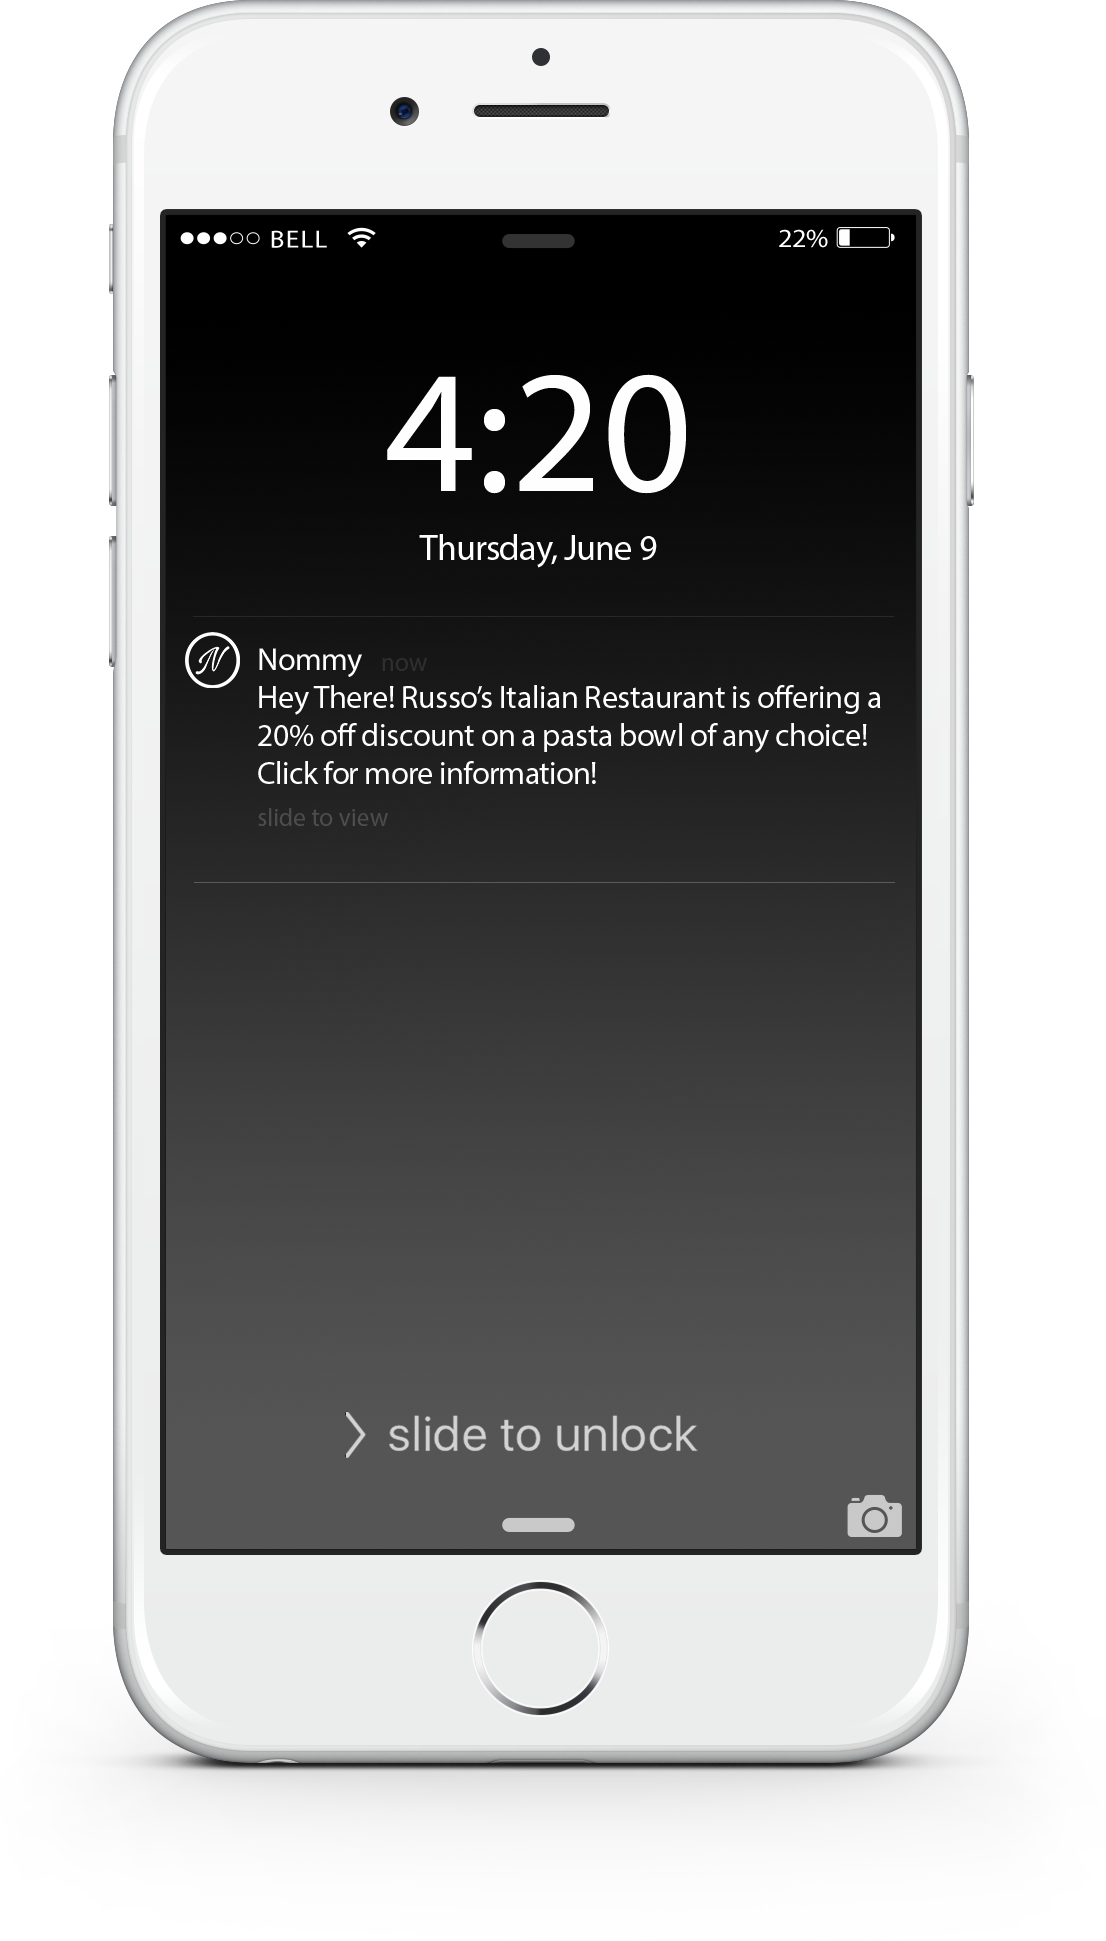 BELL 22%
4:20
Thursday, June 9
N
Nommy now
Hey There! Russo's Italian Restaurant is offering a
20% off discount on a pasta bowl of any choice!
Click for more information!
slide to view
slide to unlock